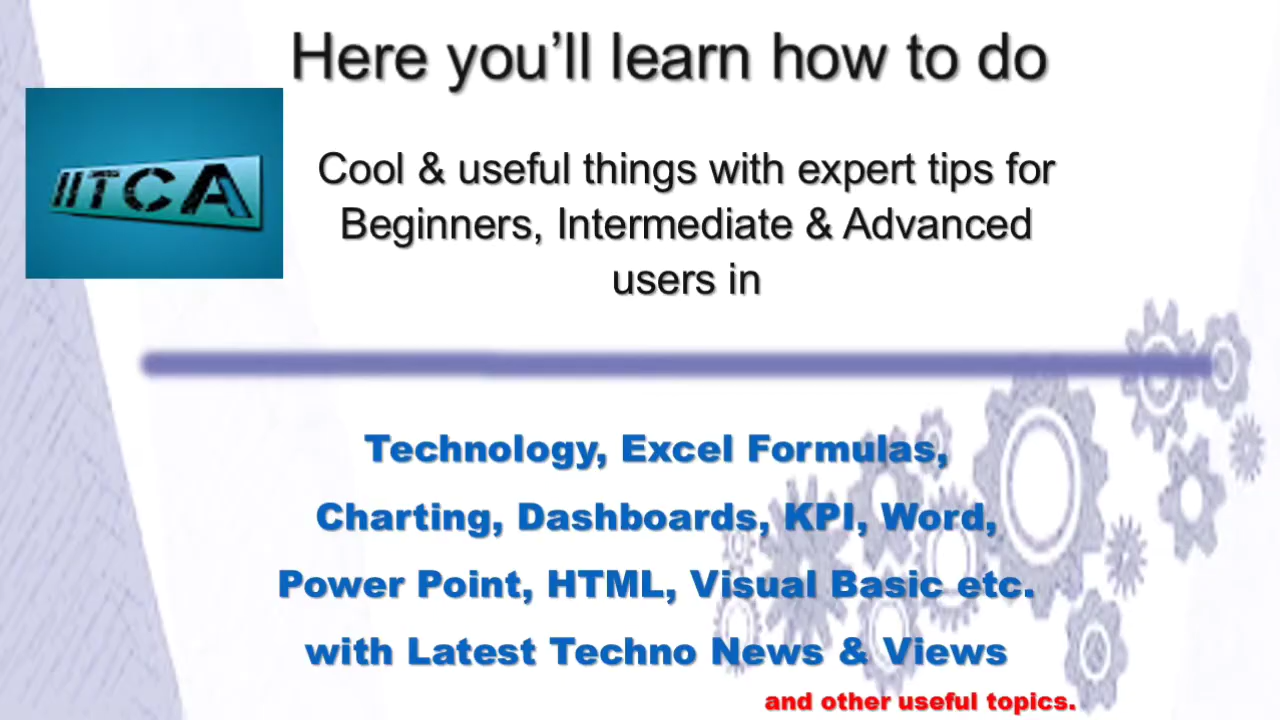 Here you’ll learn how to do
IITCA
Cool & useful things with expert tips for
Beginners, Intermediate & Advanced
users in
Technology, Excel Formulas,
Charting, Dashboards, KPI, Word,
Power Point, HTML, Visual Basic etc.
with Latest Techno News & Views
and other useful topics.